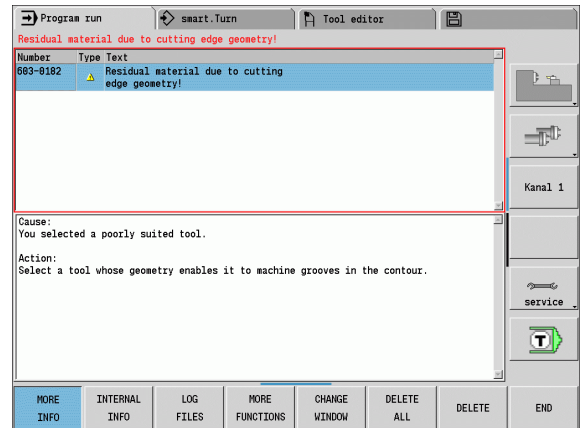 Program run
smart.Turn
Tool editor
Residual material due to cutting edge geometry!
Number Type Text
603-0182 Residual material due to cutting
edge geometry!
Kanal 1
Cause:
You selected a poorly suited tool.
Action:
Select a tool whose geometry enables it to machine grooves in the contour.
service
T
MORE
INFO
INTERNAL
INFO
LOG
FILES
MORE
FUNCTIONS
CHANGE
WINDOW
DELETE
ALL
DELETE
END